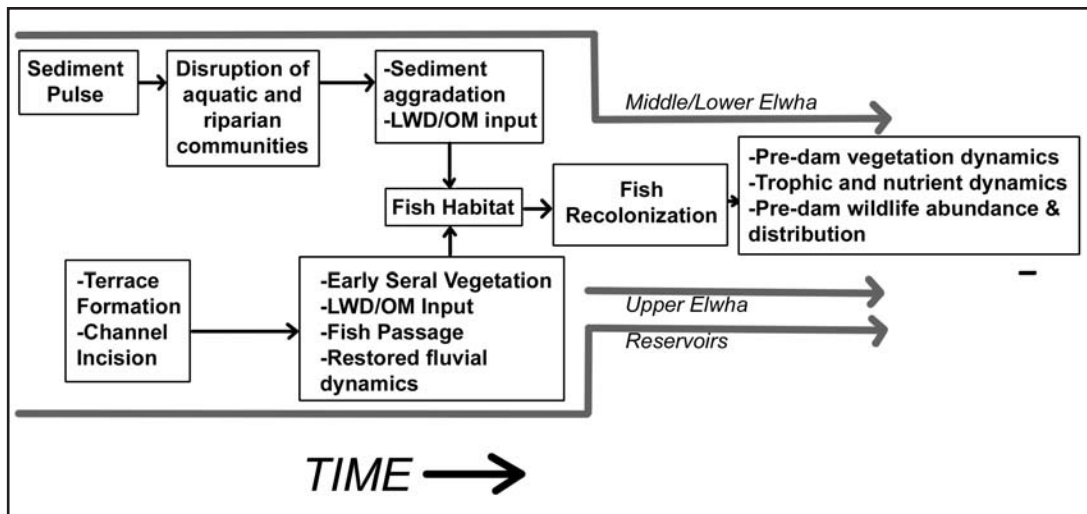 Sediment
Pulse
Disruption of
aquatic and
riparian
communities
-Sediment
aggradation
-LWD/OM input
Middle/Lower Elwha
-Pre-dam vegetation dynamics
-Trophic and nutrient dynamics
-Pre-dam wildlife abundance &
distribution
Fish Habitat
Fish
Recolonization
-Terrace
Formation
-Channel
Incision
-Early Seral Vegetation
-LWD/OM Input
-Fish Passage
-Restored fluvial
dynamics
Upper Elwha
Reservoirs
TIME